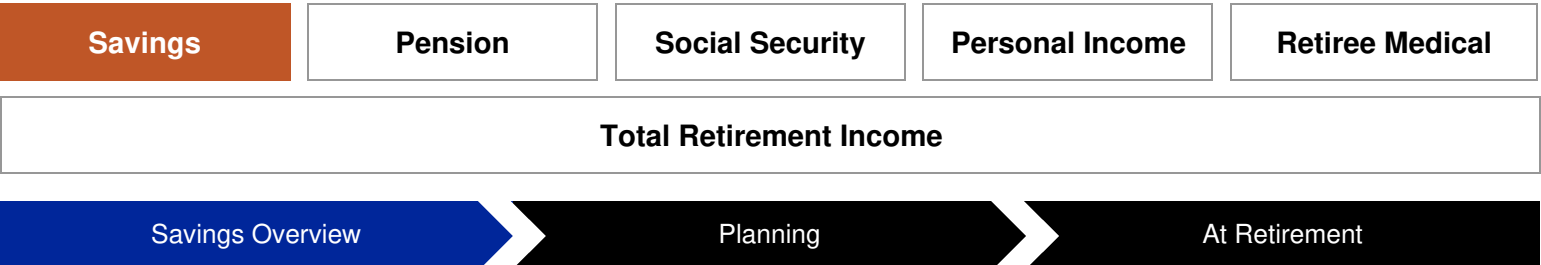 Savings Pension Social Security Personal Income Retiree Medical
Total Retirement Income
Savings Overview Planning At Retirement